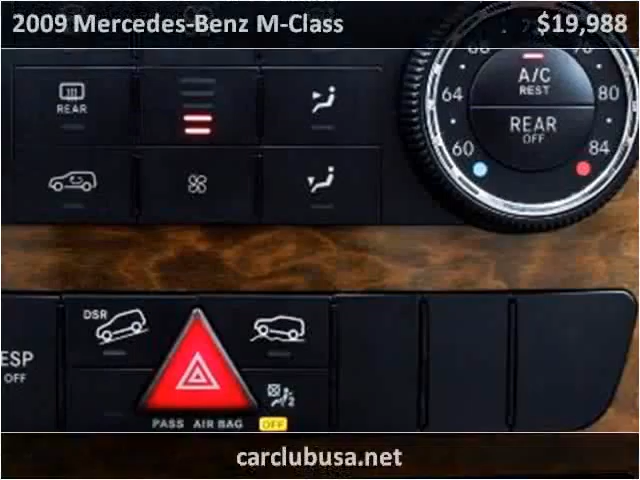 2009 Mercedes-Benz M-Class $19,988
REAR
A/C
REST
64 80
REAR
OFF
60 84
DSR
ESP
OFF
PASS AIR BAG OFF
carclubusa.net